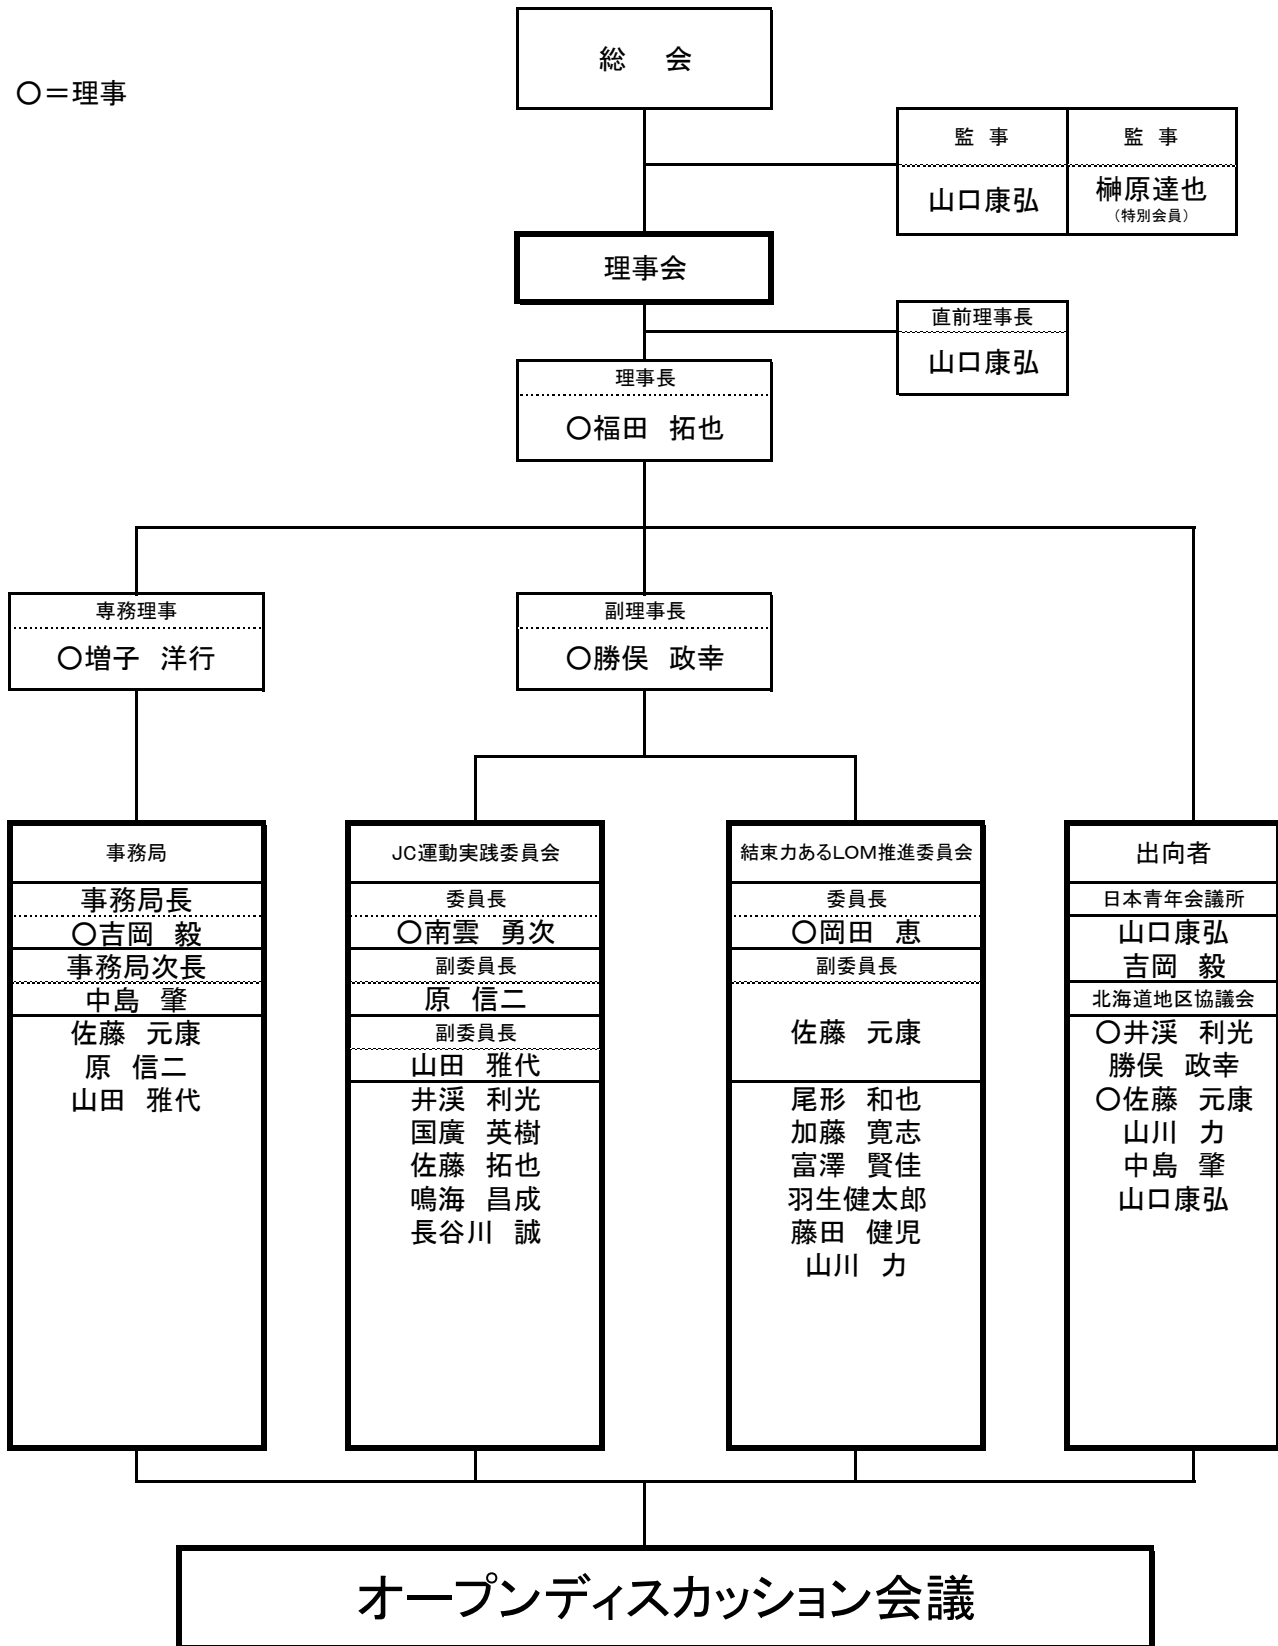 総　会
〇＝理事
監　事
山口康弘
監　事
榊原達也
（特別会員）
理事会
直前理事長
山口康弘
理事長
〇福田　拓也
専務理事
〇増子　洋行
副理事長
〇勝俣　政幸
事務局
事務局長
〇吉岡　毅
事務局次長
中島　肇
佐藤　元康
原　信二
山田　雅代
JC運動実践委員会
委員長
〇南雲　勇次
副委員長
原　信二
副委員長
山田　雅代
井渓　利光
国廣　英樹
佐藤　拓也
鳴海　昌成
長谷川　誠
結束力あるLOM推進委員会
委員長
〇岡田　恵
副委員長
佐藤　元康
尾形　和也
加藤　寛志
富澤　賢佳
羽生健太郎
藤田　健児
山川　力
出向者
日本青年会議所
山口康弘
吉岡　毅
北海道地区協議会
〇井渓　利光
勝俣　政幸
〇佐藤　元康
山川　力
中島　肇
山口康弘
オープンディスカッション会議